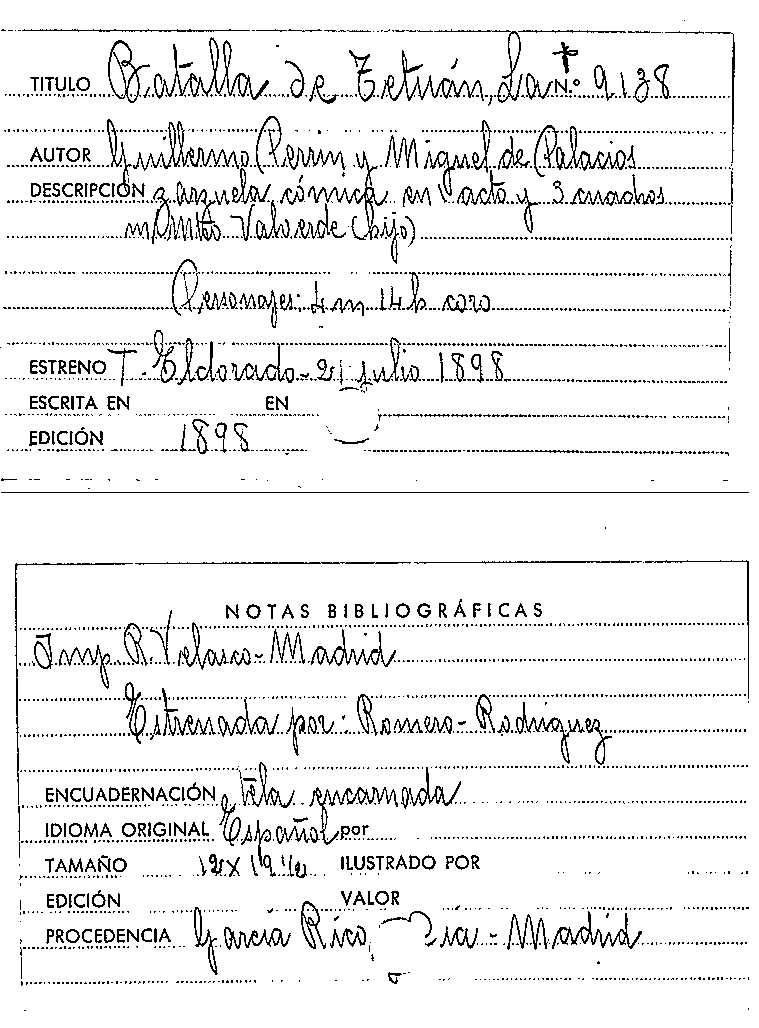 TITULO Batalla de Tetuán, La N.º 9138
AUTOR Guillermo Perrin y Miguel de Palacios
DESCRIPCIÓN zarzuela cómica en 1 acto y 3 cuadros
Valverde (hijo)
Personajes: 4 m 14 h coro
ESTRENO T. Eldorado - 21 julio 1898
ESCRITA EN EN
EDICIÓN 1898
NOTAS BIBLIOGRÁFICAS
Imp. R. Velasco - Madrid
Estrenada por: Romero - Rodriguez
ENCUADERNACIÓN tela encarnada
IDIOMA ORIGINAL Español por
TAMAÑO 12 X 19 ILUSTRADO POR
EDICIÓN VALOR
PROCEDENCIA García Rico, Cía - Madrid